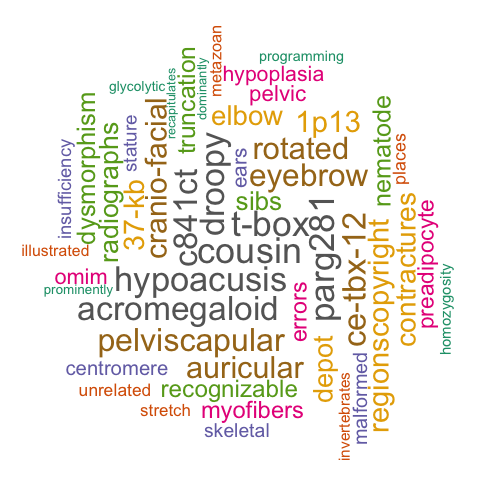 programming
metazoan
hypoplasia
glycolytic
recapitulates
dominantly
truncation
pelvic
elbow
1p13
cranio-facial
stature
dysmorphism
radiographs
insufficiency
37-kb
c841ct
droopy
ears
rotated
eyebrow
nematode
places
sibs
t-box
cousin
parg281
ce-tbx-12
regionscopyright
contractures
preadipocyte
homozygosity
illustrated
omim
prominently
hypoacusis
acromegaloid
errors
pelviscapular
auricular
centromere
depot
malformed
invertebrates
unrelated
recognizable
stretch
myofibers
skeletal